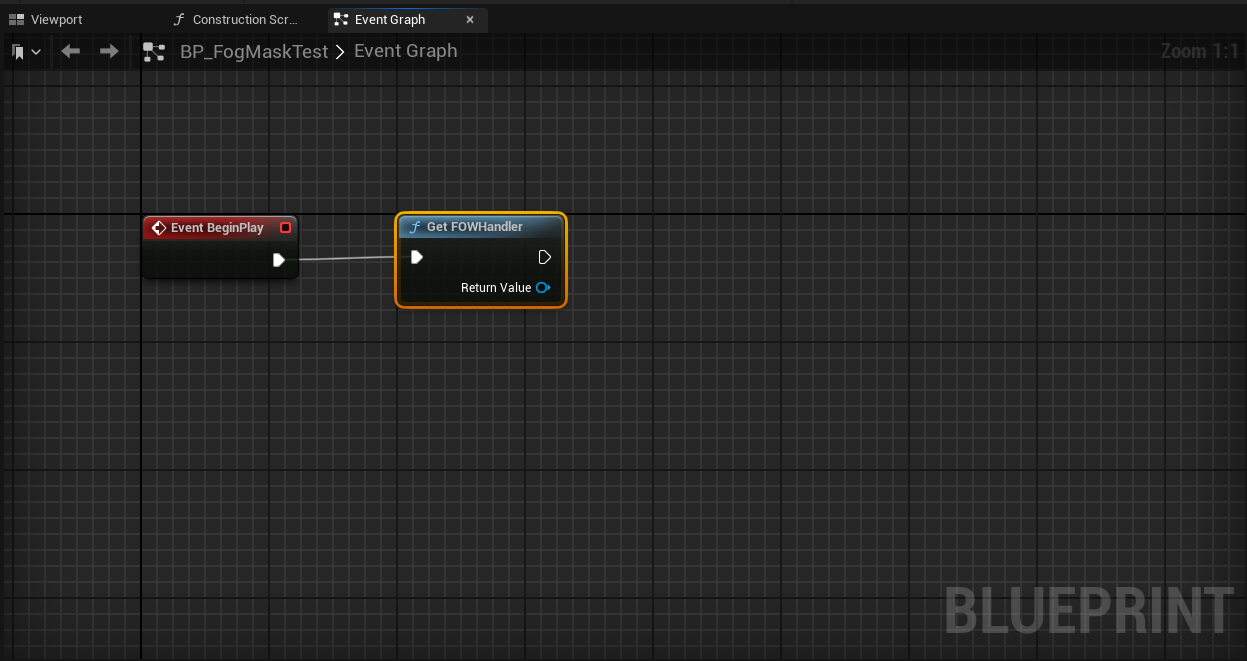 Viewport
Construction Scr...
Event Graph
BP_FogMaskTest > Event Graph
Zoom 1:1
Event BeginPlay
Get FOWHandler
Return Value
BLUEPRINT